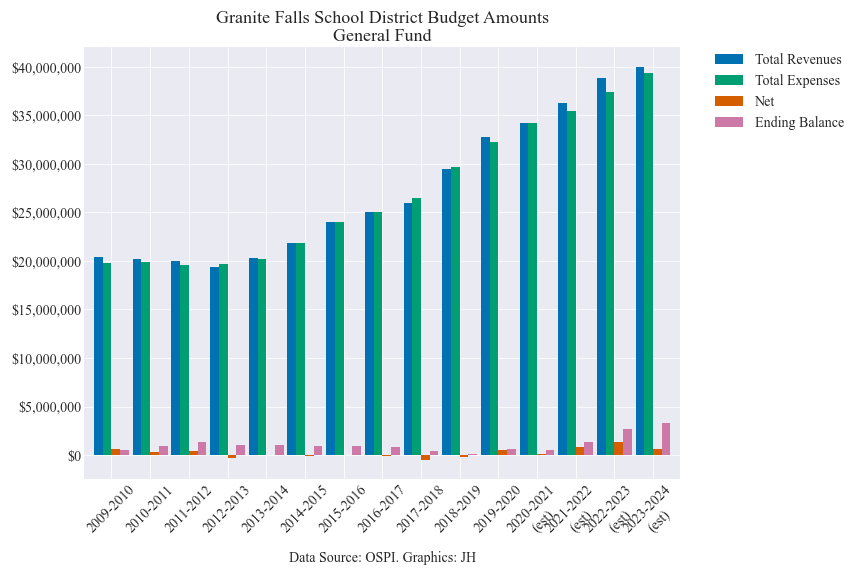 Granite Falls School District Budget Amounts
General Fund
Total Revenues
Total Expenses
Net
Ending Balance
$40,000,000
$35,000,000
$30,000,000
$25,000,000
$20,000,000
$15,000,000
$10,000,000
$5,000,000
$0
2009-2010
2010-2011
2011-2012
2012-2013
2013-2014
2014-2015
2015-2016
2016-2017
2017-2018
2018-2019
2019-2020
2020-2021
(est)
2021-2022
(est)
2022-2023
(est)
2023-2024
(est)
Data Source: OSPI. Graphics: JH